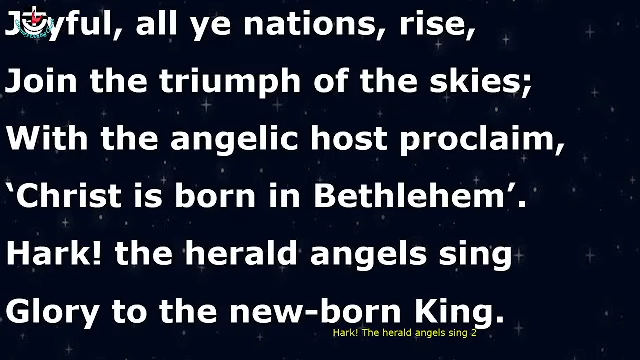 Joyful, all ye nations, rise,
Join the triumph of the skies;
With the angelic host proclaim,
‘Christ is born in Bethlehem’.
Hark! the herald angels sing
Glory to the new-born King.
Hark! The herald angels sing 2